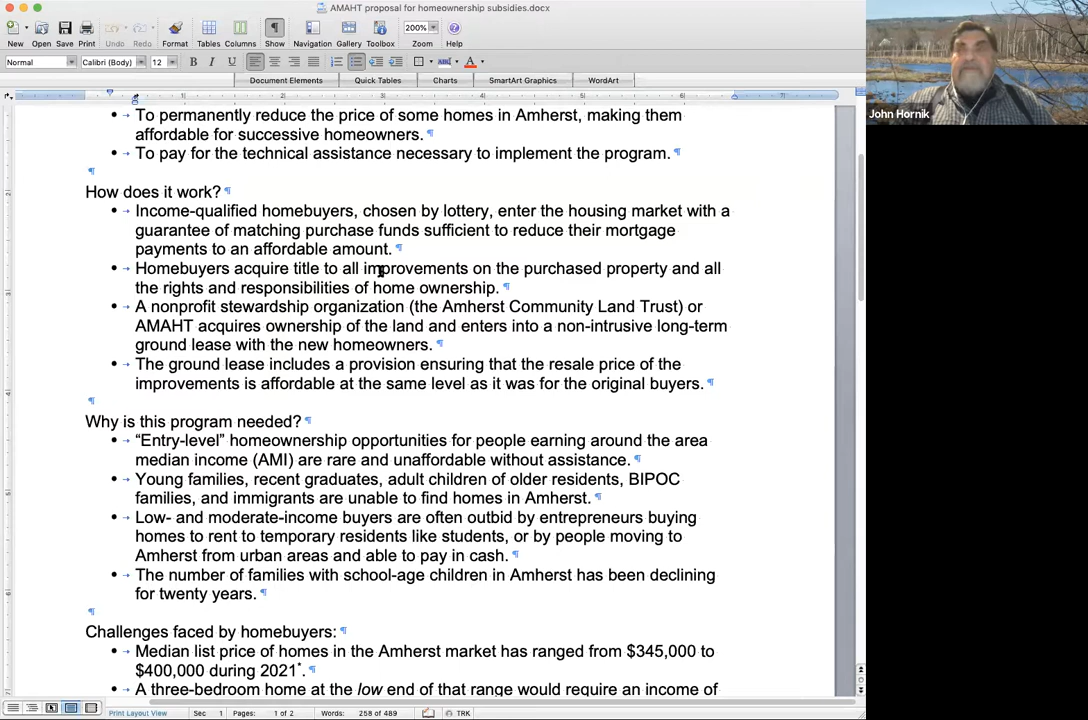 AMAHT proposal for homeownership subsidies.docx
New Open Save Print Undo Redo Format Tables Columns Show Navigation Gallery Toolbox Zoom Help
200%
Normal Calibri (Body) 12 B I U
Document Elements Quick Tables Charts SmartArt Graphics WordArt
• To permanently reduce the price of some homes in Amherst, making them
affordable for successive homeowners. ¶
• To pay for the technical assistance necessary to implement the program. ¶
¶
How does it work? ¶
• Income-qualified homebuyers, chosen by lottery, enter the housing market with a
guarantee of matching purchase funds sufficient to reduce their mortgage
payments to an affordable amount. ¶
• Homebuyers acquire title to all improvements on the purchased property and all
the rights and responsibilities of home ownership. ¶
• A nonprofit stewardship organization (the Amherst Community Land Trust) or
AMAHT acquires ownership of the land and enters into a non-intrusive long-term
ground lease with the new homeowners. ¶
• The ground lease includes a provision ensuring that the resale price of the
improvements is affordable at the same level as it was for the original buyers. ¶
¶
Why is this program needed? ¶
• “Entry-level” homeownership opportunities for people earning around the area
median income (AMI) are rare and unaffordable without assistance. ¶
• Young families, recent graduates, adult children of older residents, BIPOC
families, and immigrants are unable to find homes in Amherst. ¶
• Low- and moderate-income buyers are often outbid by entrepreneurs buying
homes to rent to temporary residents like students, or by people moving to
Amherst from urban areas and able to pay in cash. ¶
• The number of families with school-age children in Amherst has been declining
for twenty years. ¶
¶
Challenges faced by homebuyers: ¶
• Median list price of homes in the Amherst market has ranged from $345,000 to
$400,000 during 2021*. ¶
• A three-bedroom home at the low end of that range would require an income of
Print Layout View Sec 1 Pages: 1 of 2 Words: 258 of 489 TRK
John Hornik